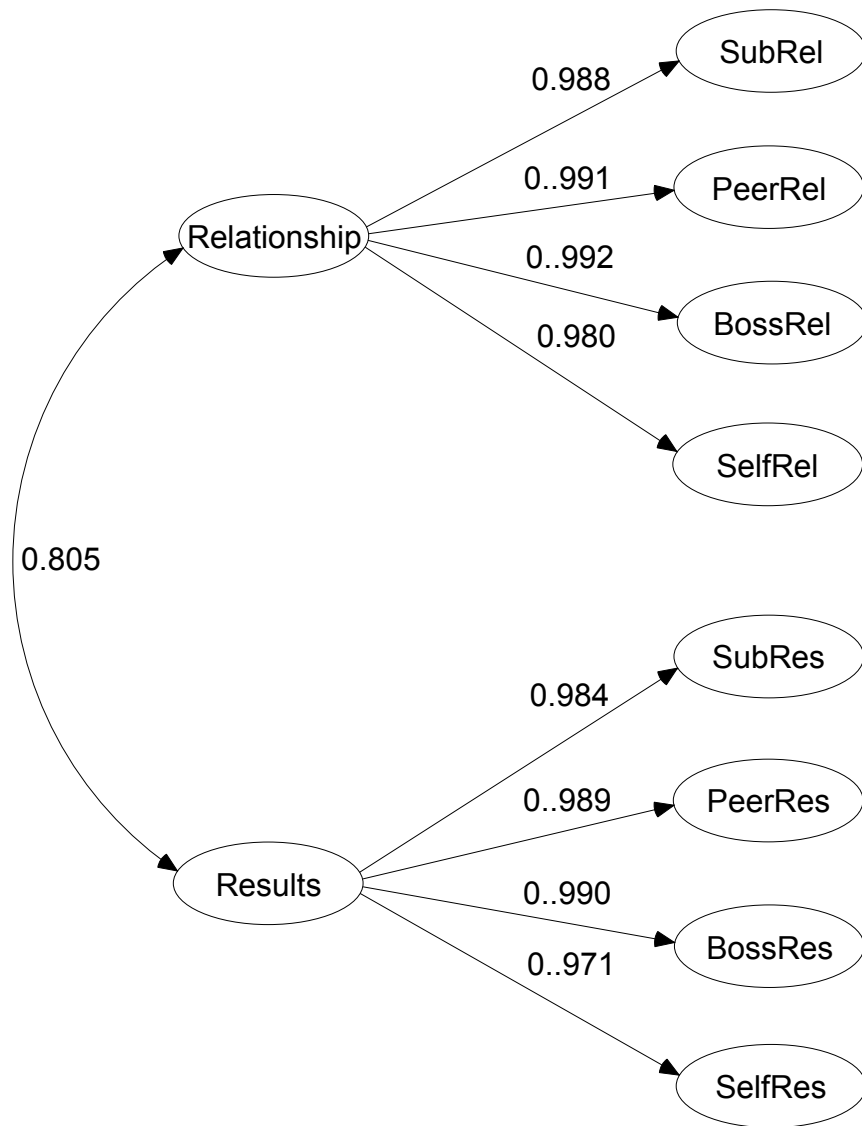 SubRel
0.988
0..991
PeerRel
Relationship
0..992
BossRel
0.980
SelfRel
0.805
SubRes
0.984
0..989
PeerRes
Results
0..990
BossRes
0..971
SelfRes